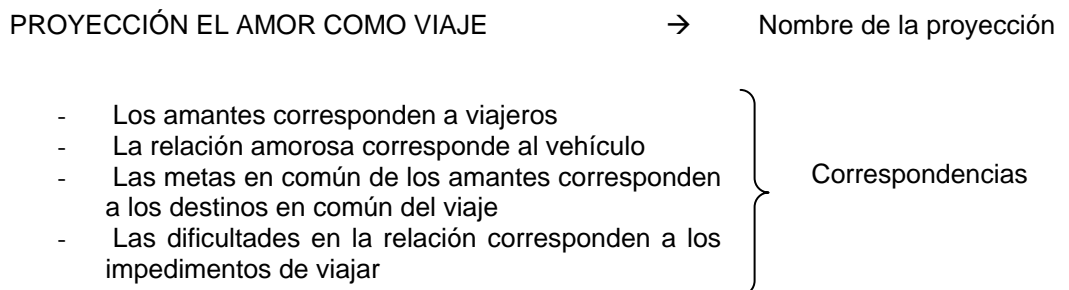 PROYECCIÓN EL AMOR COMO VIAJE → Nombre de la proyección
- Los amantes corresponden a viajeros
- La relación amorosa corresponde al vehículo
- Las metas en común de los amantes corresponden
a los destinos en común del viaje
- Las dificultades en la relación corresponden a los
impedimentos de viajar
Correspondencias